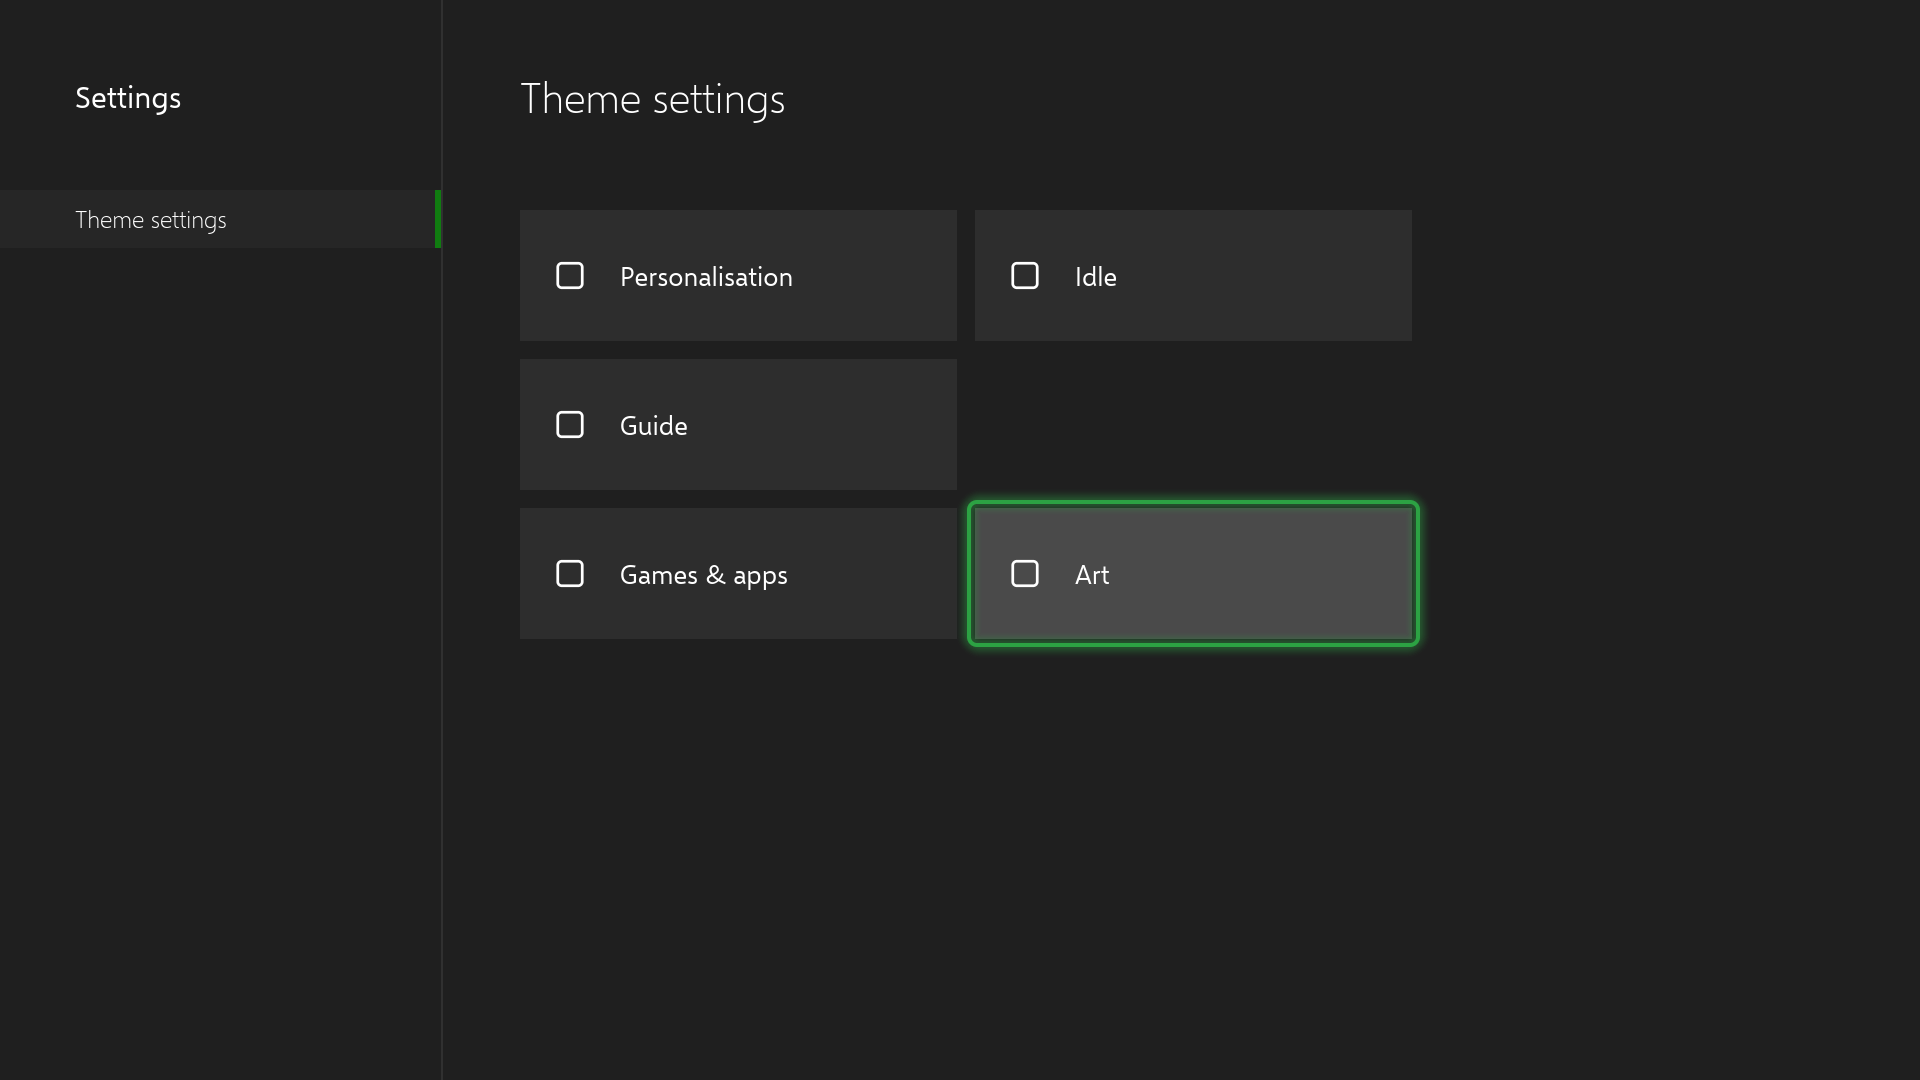 Settings
Theme settings
Theme settings
Personalisation
Idle
Guide
Games & apps
Art